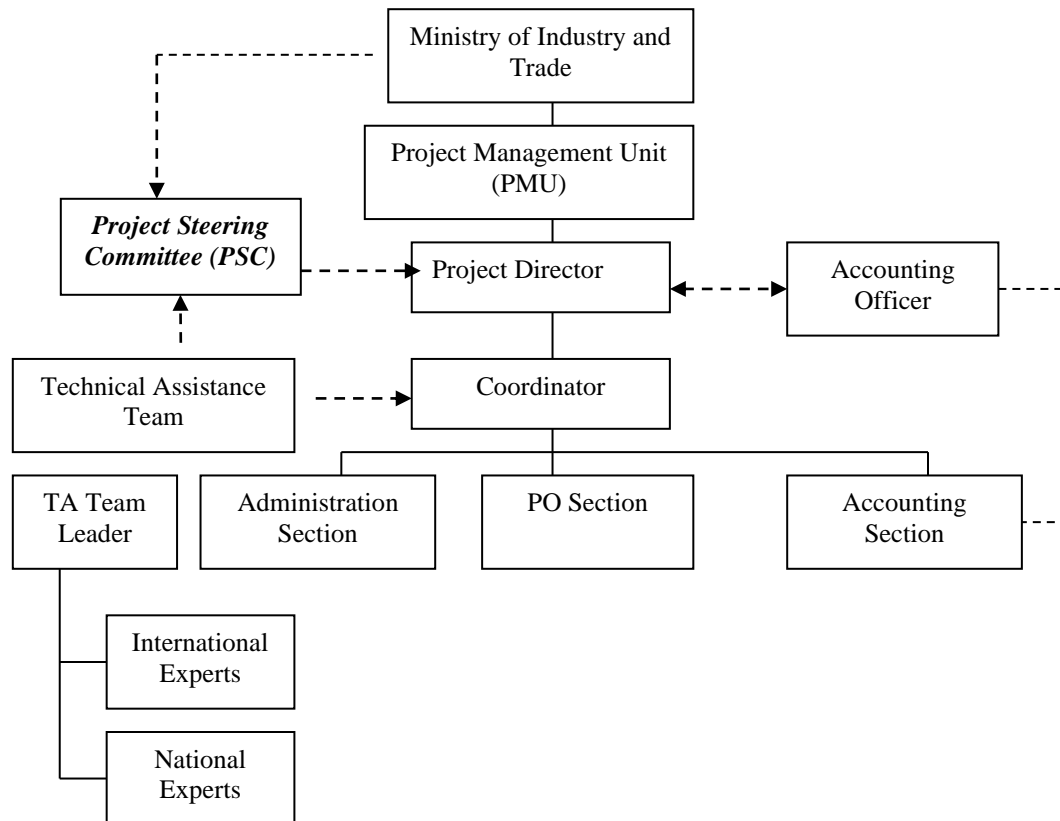 Ministry of Industry and
Trade
Project Management Unit
(PMU)
Project Steering
Committee (PSC)
Project Director
Accounting
Officer
Technical Assistance
Team
Coordinator
TA Team
Leader
Administration
Section
PO Section
Accounting
Section
International
Experts
National
Experts